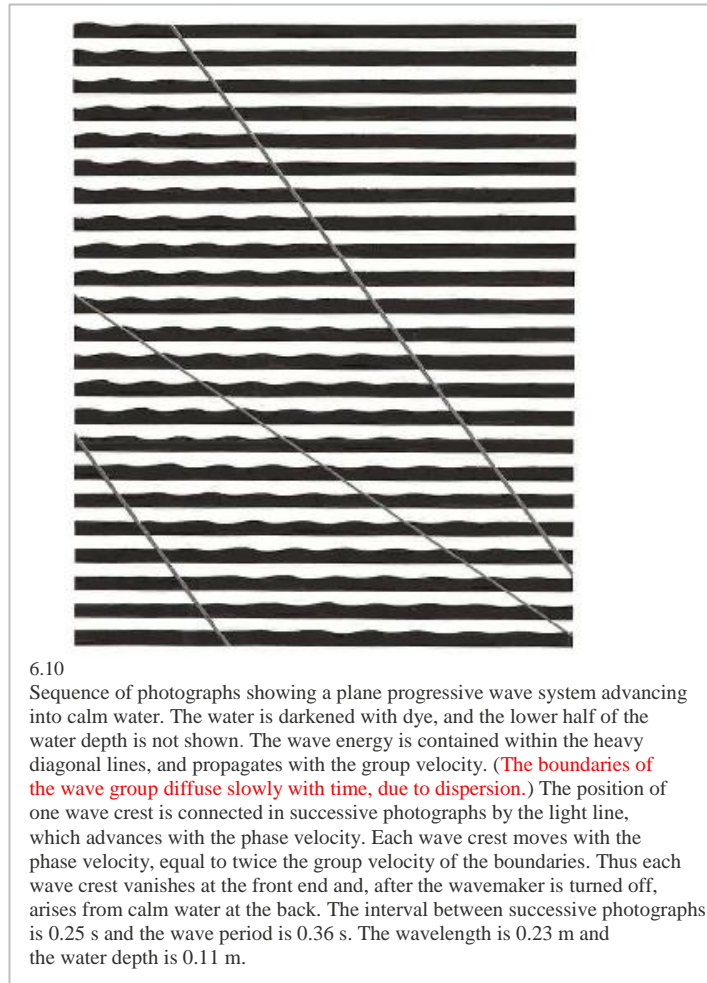 6.10
Sequence of photographs showing a plane progressive wave system advancing
into calm water. The water is darkened with dye, and the lower half of the
water depth is not shown. The wave energy is contained within the heavy
diagonal lines, and propagates with the group velocity. (The boundaries of
the wave group diffuse slowly with time, due to dispersion.) The position of
one wave crest is connected in successive photographs by the light line,
which advances with the phase velocity. Each wave crest moves with the
phase velocity, equal to twice the group velocity of the boundaries. Thus each
wave crest vanishes at the front end and, after the wavemaker is turned off,
arises from calm water at the back. The interval between successive photographs
is 0.25 s and the wave period is 0.36 s. The wavelength is 0.23 m and
the water depth is 0.11 m.